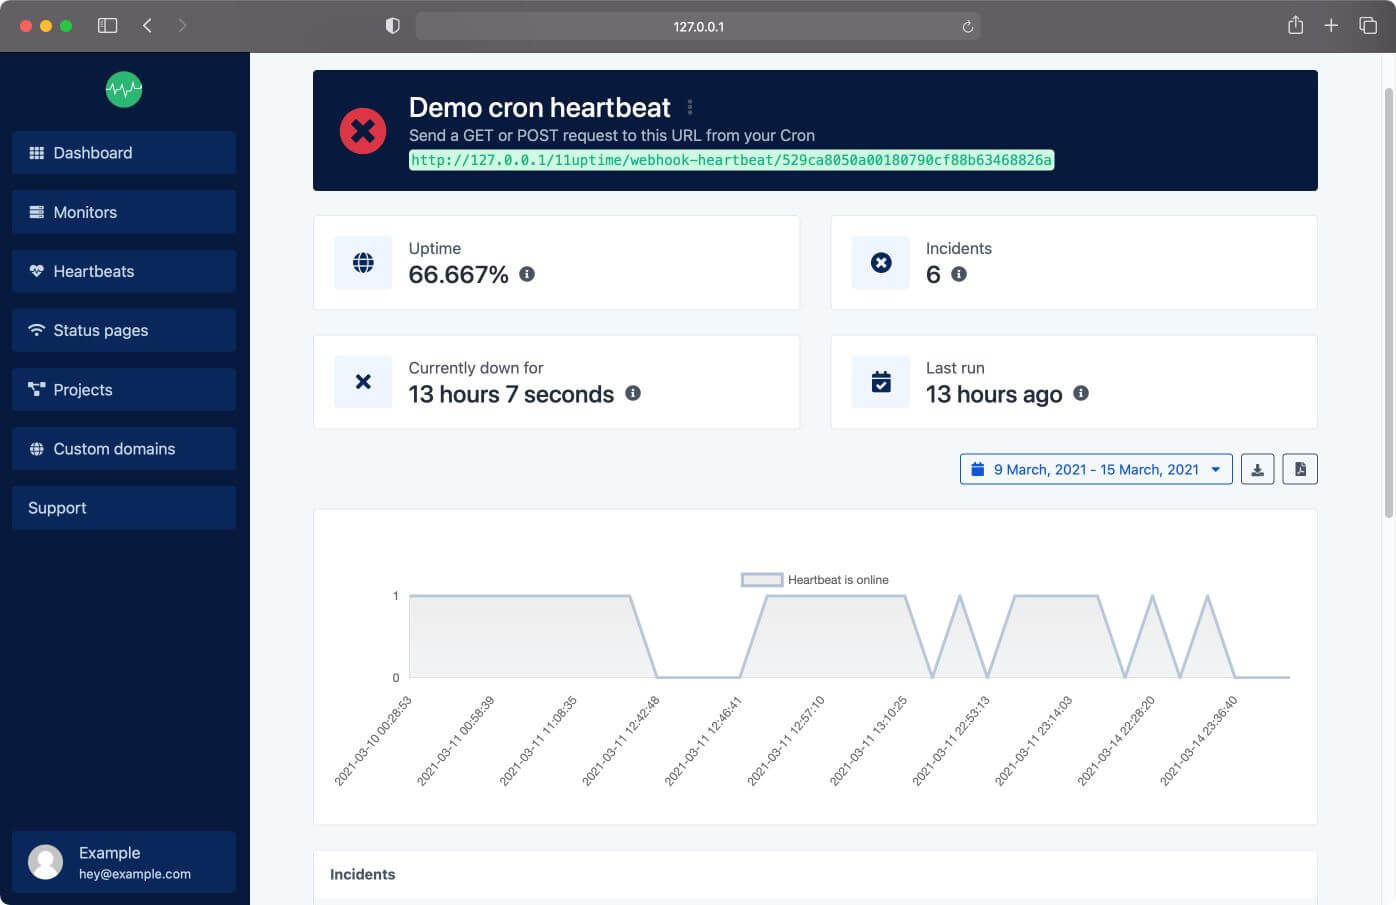 127.0.0.1
Dashboard
Monitors
Heartbeats
Status pages
Projects
Custom domains
Support
Example
hey@example.com
Demo cron heartbeat
Send a GET or POST request to this URL from your Cron
http://127.0.0.1/11uptime/webhook-heartbeat/529ca8050a00180790cf88b63468826a
Uptime
66.667%
Incidents
6
Currently down for
13 hours 7 seconds
Last run
13 hours ago
9 March, 2021 - 15 March, 2021
Heartbeat is online
1
0
2021-03-10 00:28:53
2021-03-11 00:58:39
2021-03-11 11:08:35
2021-03-11 12:42:48
2021-03-11 12:46:41
2021-03-11 12:57:10
2021-03-11 13:10:25
2021-03-11 22:53:13
2021-03-11 23:14:03
2021-03-14 22:28:20
2021-03-14 23:36:40
Incidents